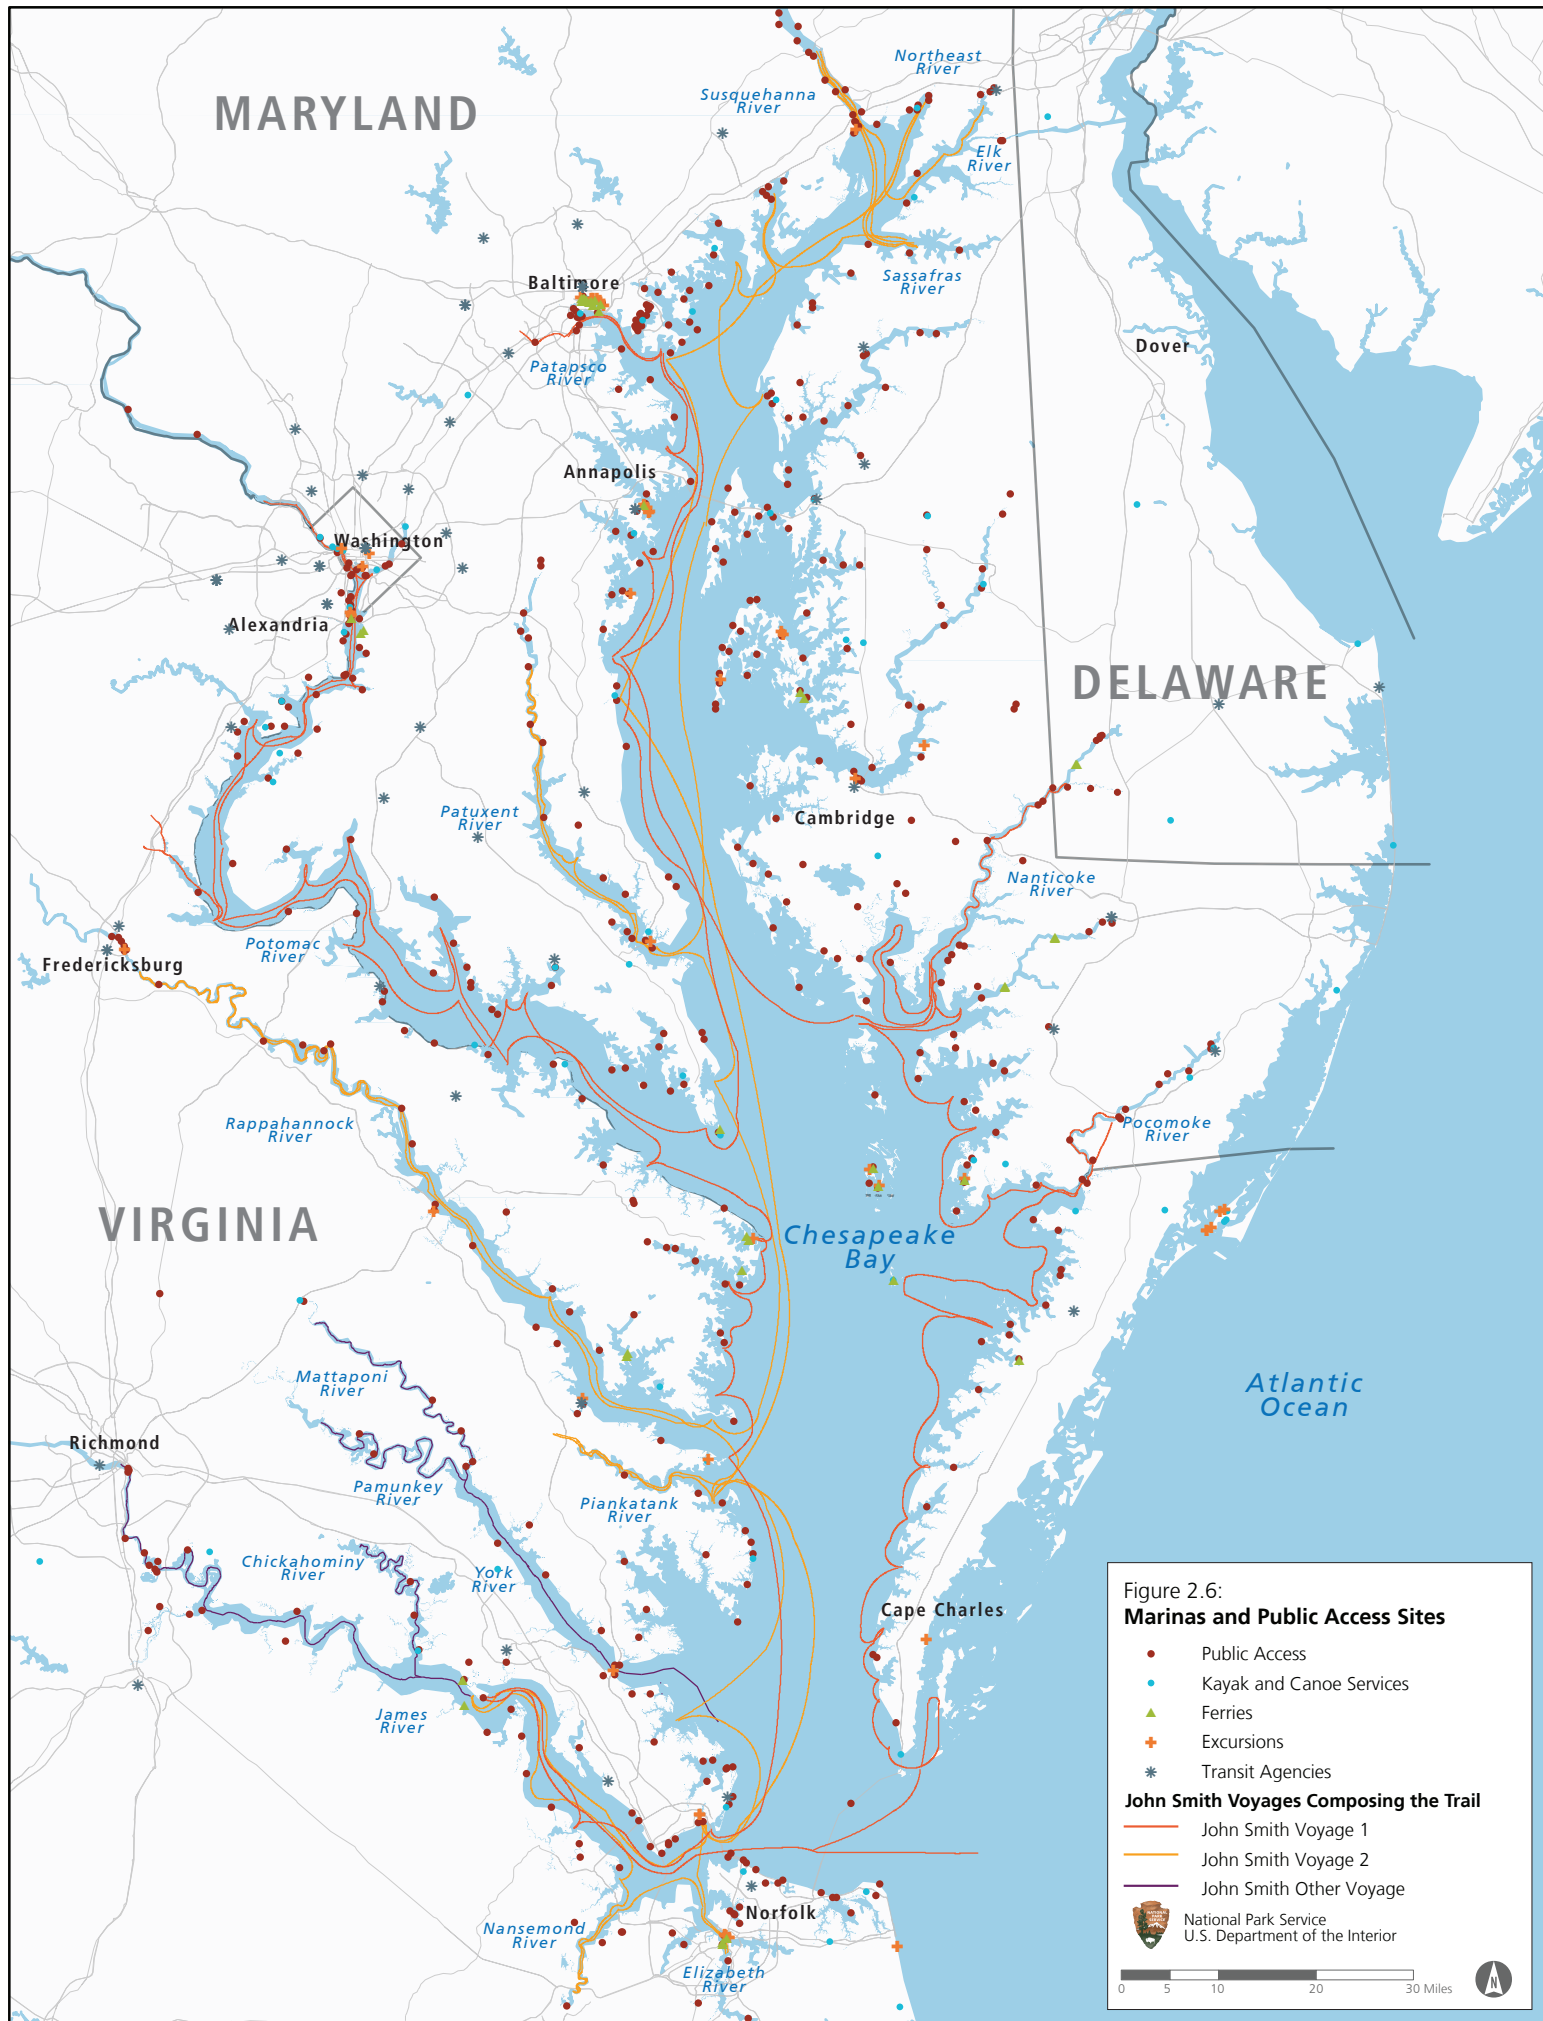 Northeast
River
Susquehanna
River
MARYLAND
Elk
River
Sassafras
River
Baltimore
Dover
Patapsco
River
Annapolis
Washington
Alexandria
DELAWARE
Patuxent
River
Cambridge
Nanticoke
River
Potomac
River
Fredericksburg
Rappahannock
River
Pocomoke
River
VIRGINIA
Chesapeake
Bay
Mattaponi
River
Atlantic
Ocean
Richmond
Pamunkey
River
Piankatank
River
Chickahominy
River
York
River
Cape Charles
James
River
Norfolk
Nansemond
River
Elizabeth
River
Figure 2.6:
Marinas and Public Access Sites
Public Access
Kayak and Canoe Services
Ferries
Excursions
Transit Agencies
John Smith Voyages Composing the Trail
John Smith Voyage 1
John Smith Voyage 2
John Smith Other Voyage
NATIONAL
PARK
SERVICE
National Park Service
U.S. Department of the Interior
0 5 10 20 30 Miles
N